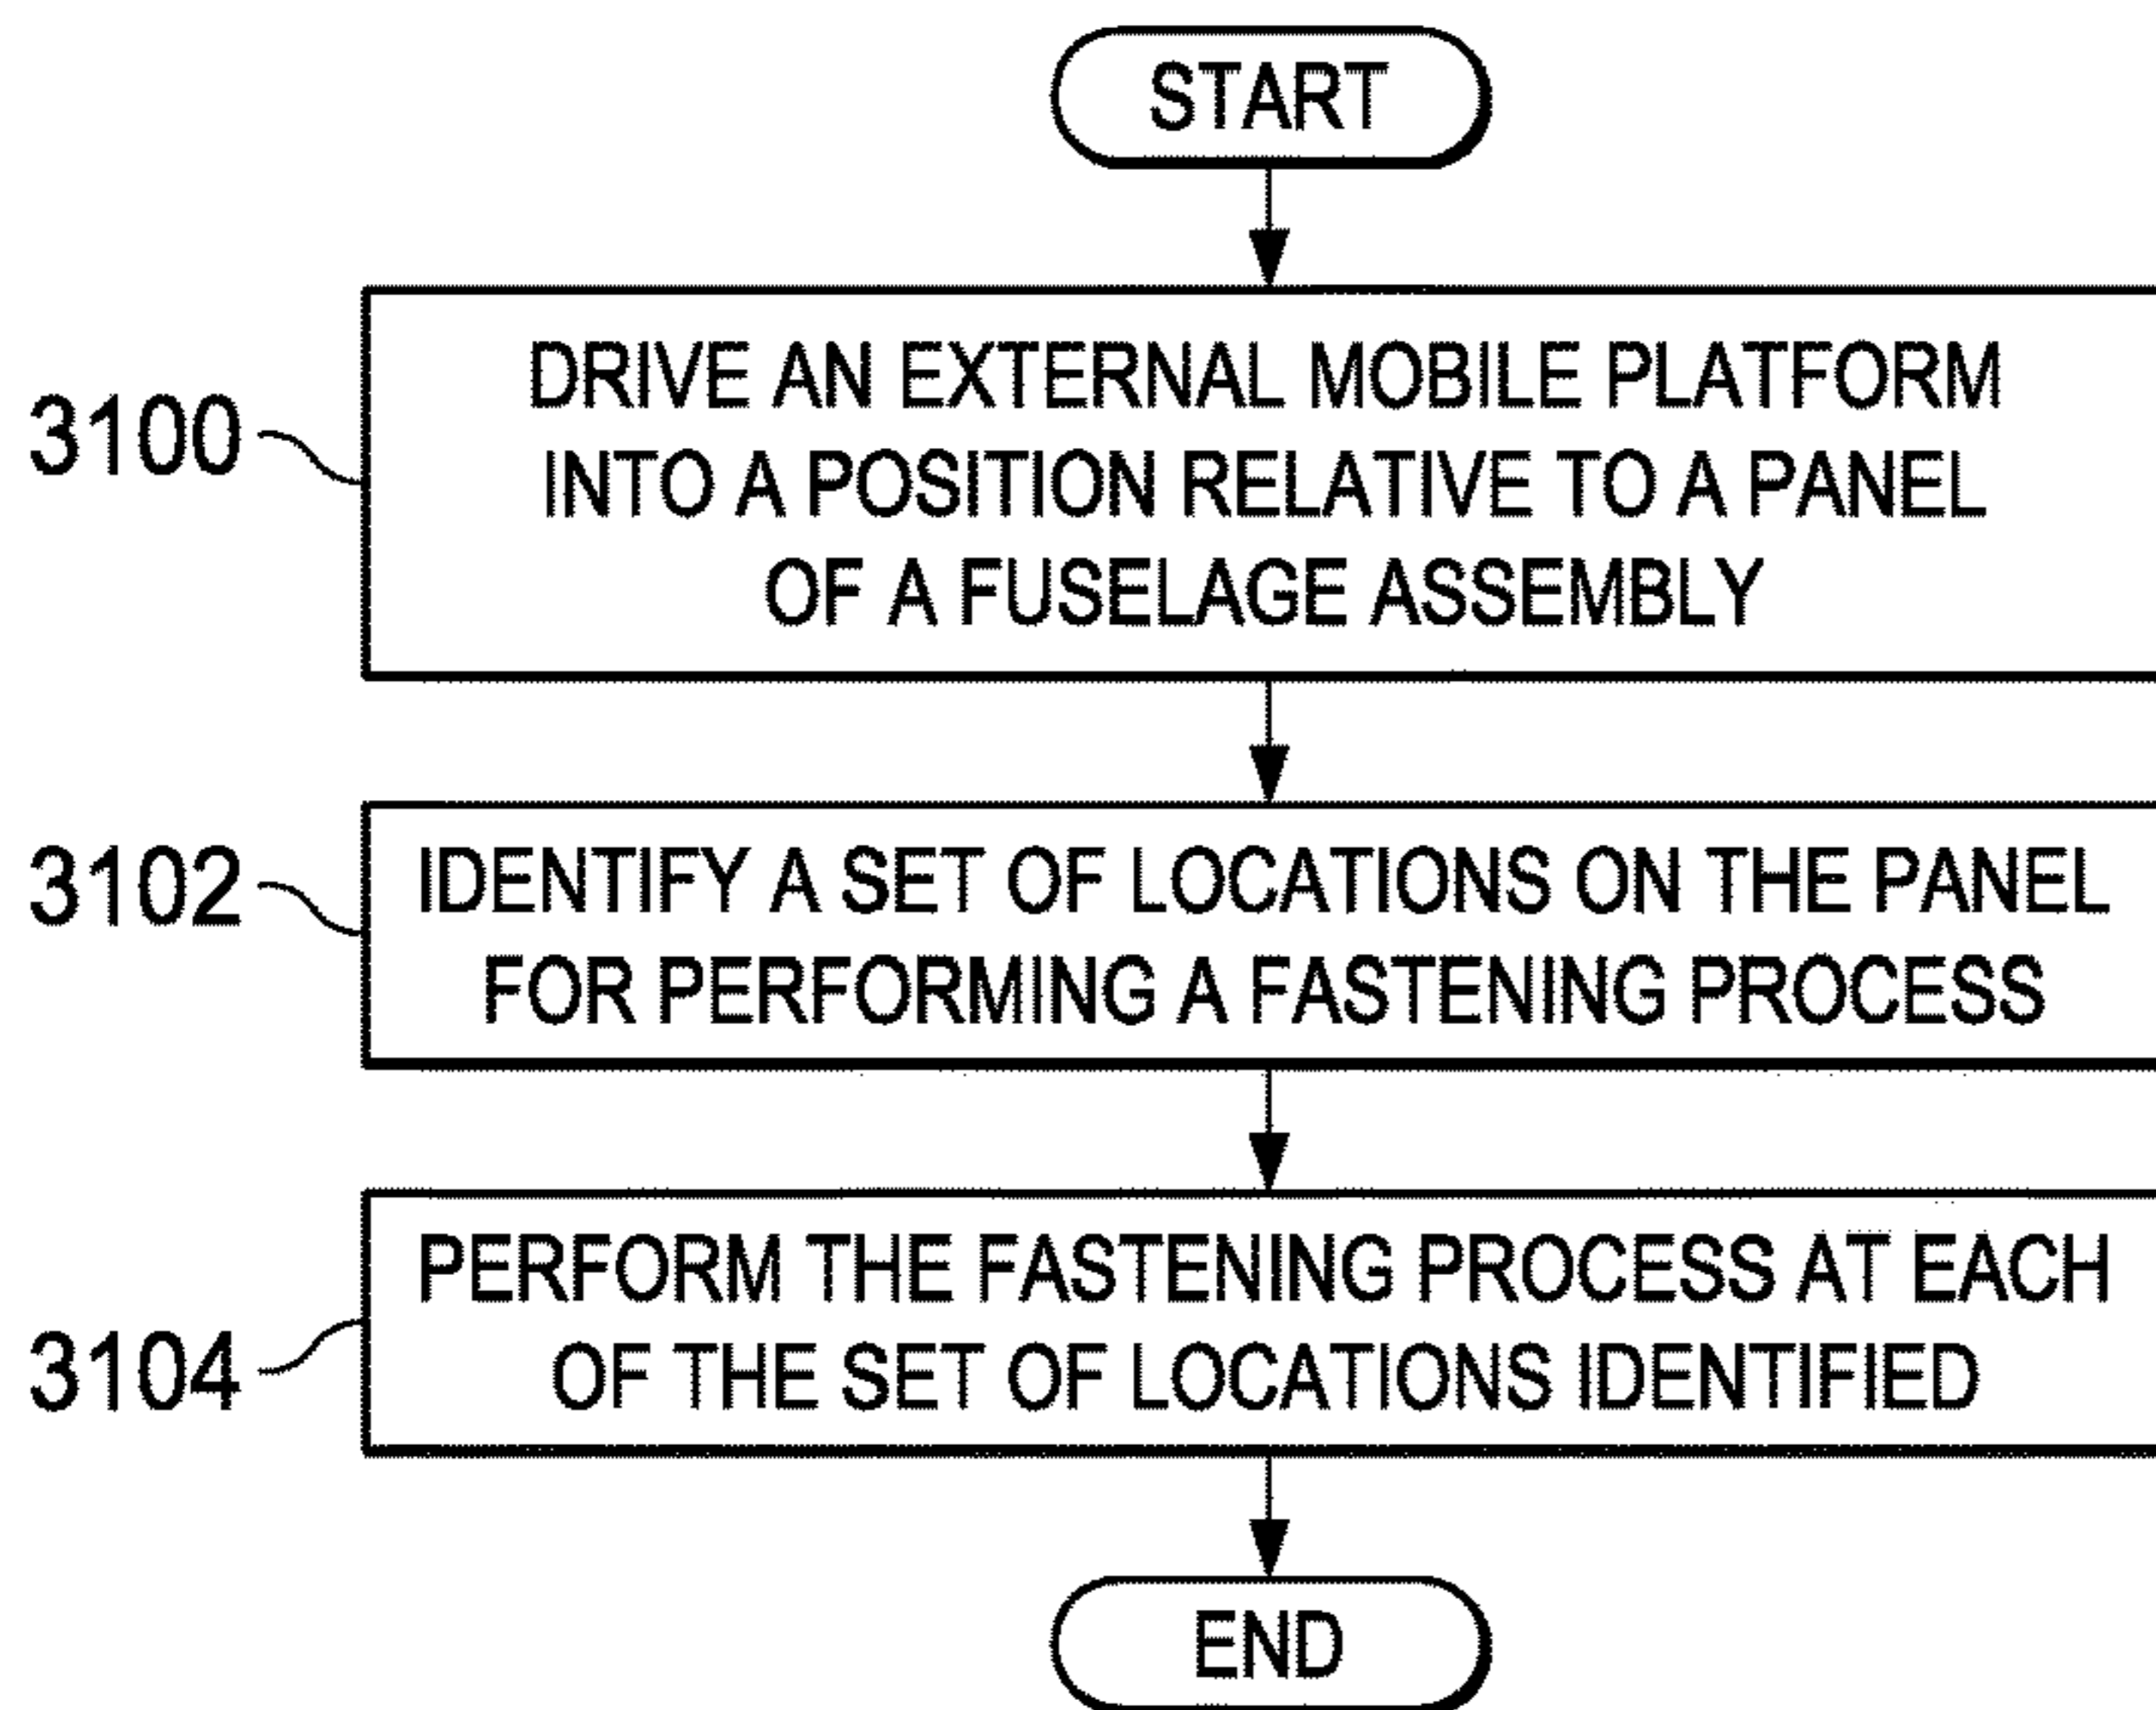 START
3100
DRIVE AN EXTERNAL MOBILE PLATFORM
INTO A POSITION RELATIVE TO A PANEL
OF A FUSELAGE ASSEMBLY
3102
IDENTIFY A SET OF LOCATIONS ON THE PANEL
FOR PERFORMING A FASTENING PROCESS
3104
PERFORM THE FASTENING PROCESS AT EACH
OF THE SET OF LOCATIONS IDENTIFIED
END